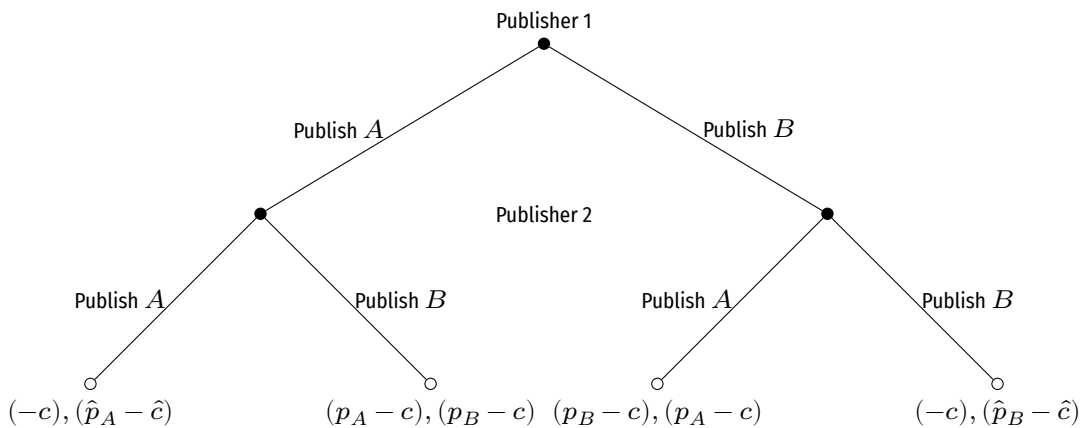 Publisher 1
Publish A
Publish B
Publisher 2
Publish A
Publish B
Publish A
Publish B
(−c), (p̂_A − ĉ)
(p_A − c), (p_B − c)
(p_B − c), (p_A − c)
(−c), (p̂_B − ĉ)